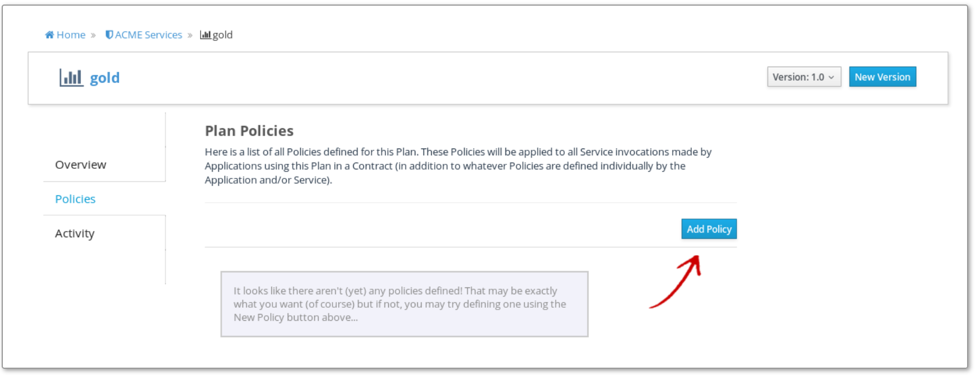 Home » ACME Services » gold
gold
Version: 1.0
New Version
Overview
Policies
Activity
Plan Policies
Here is a list of all Policies defined for this Plan. These Policies will be applied to all Service invocations made by
Applications using this Plan in a Contract (in addition to whatever Policies are defined individually by the
Application and/or Service).
Add Policy
It looks like there aren't (yet) any policies defined! That may be exactly
what you want (of course) but if not, you may try defining one using the
New Policy button above...